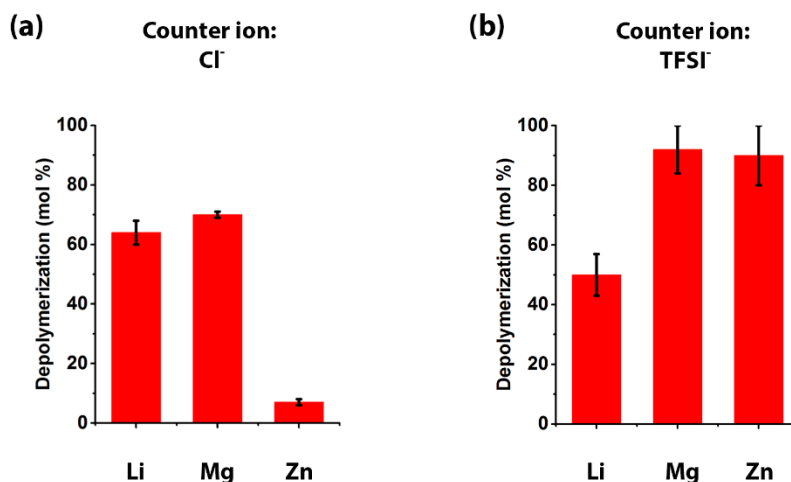 (a)
Counter ion:
Cl⁻
Depolymerization (mol %)
100
80
60
40
20
0
Li Mg Zn
(b)
Counter ion:
TFSI⁻
Depolymerization (mol %)
100
80
60
40
20
0
Li Mg Zn